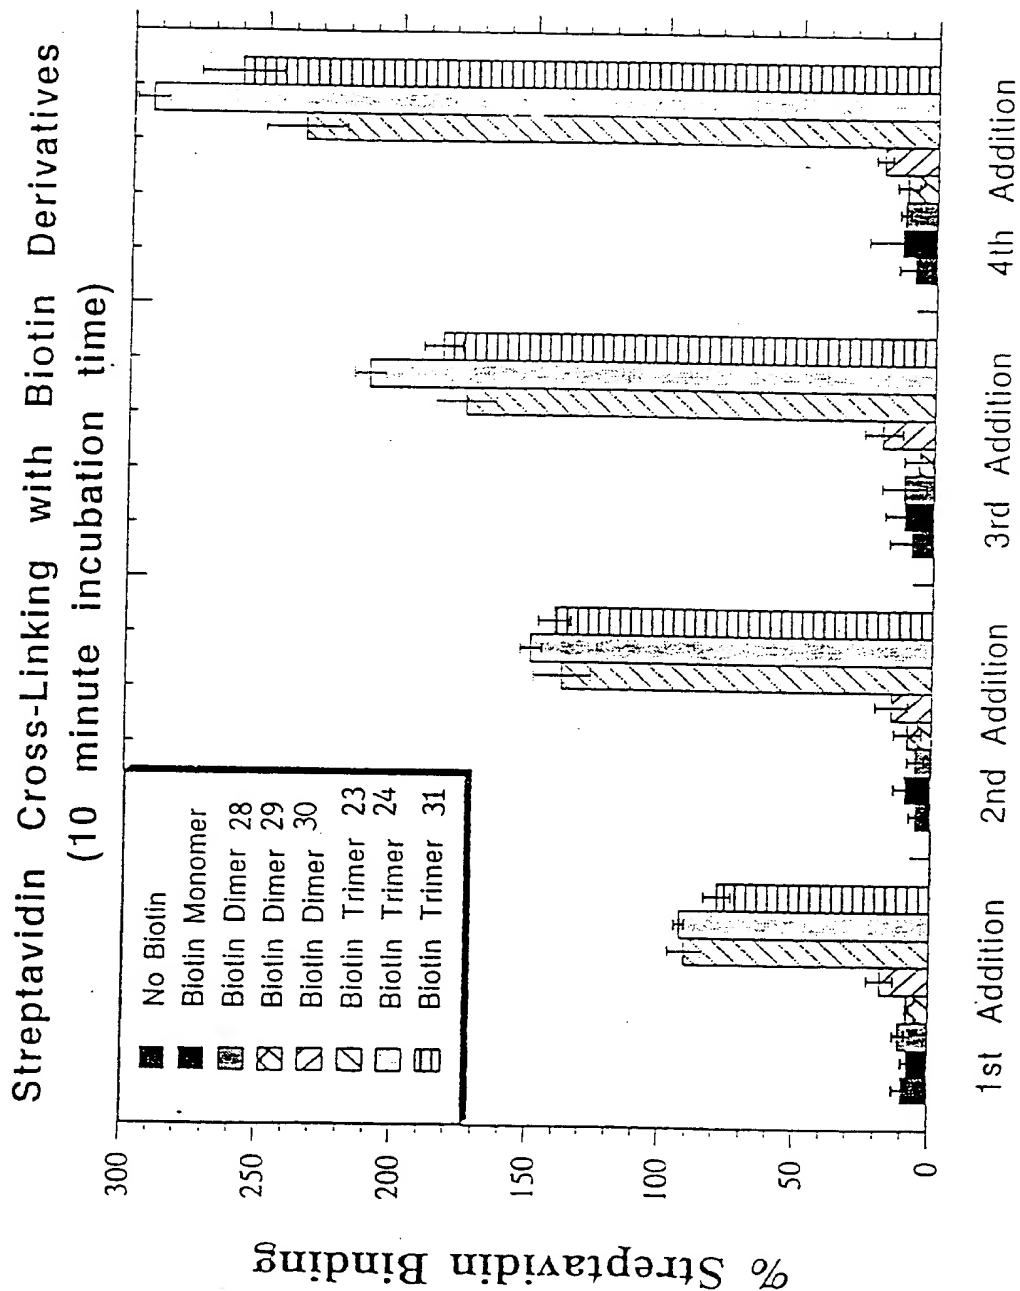 Streptavidin Cross-Linking with Biotin Derivatives
(10 minute incubation time)
% Streptavidin Binding
300
250
200
150
100
50
0
No Biotin
Biotin Monomer
Biotin Dimer 28
Biotin Dimer 29
Biotin Dimer 30
Biotin Trimer 23
Biotin Trimer 24
Biotin Trimer 31
1st Addition
2nd Addition
3rd Addition
4th Addition